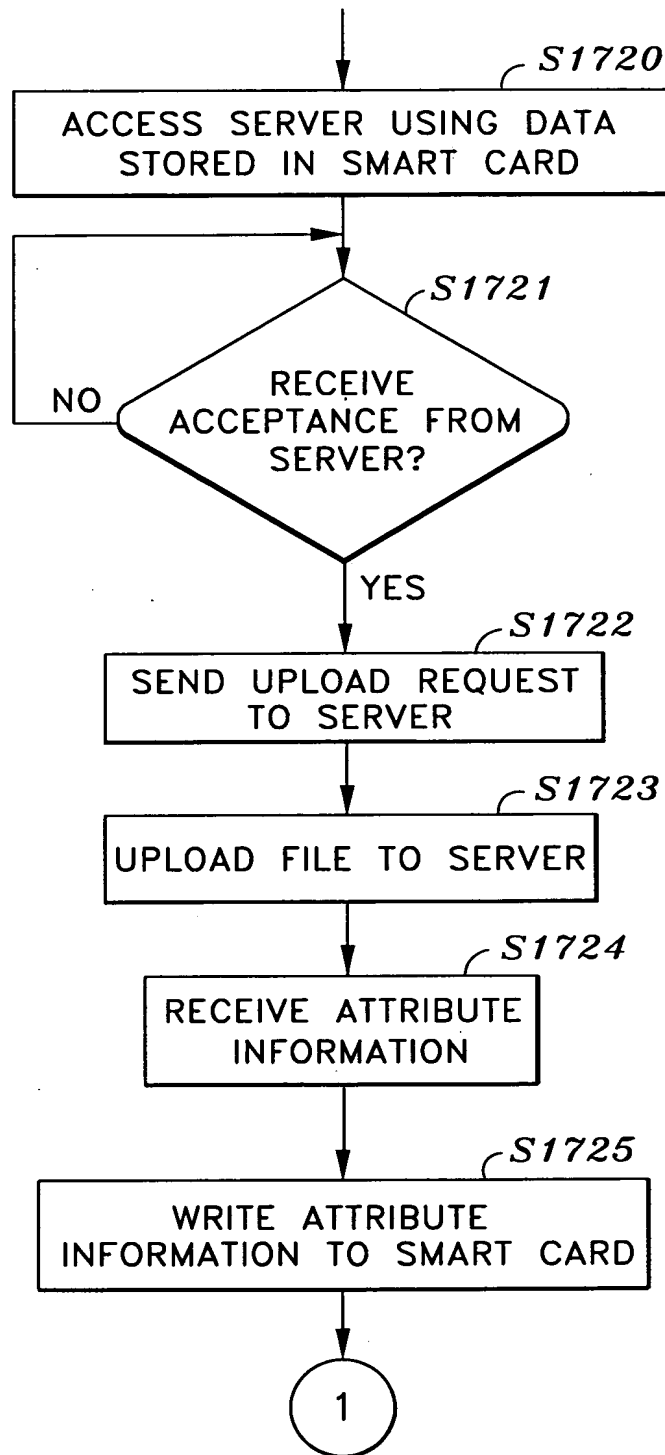 S1720
ACCESS SERVER USING DATA
STORED IN SMART CARD
S1721
RECEIVE
ACCEPTANCE FROM
SERVER?
NO
YES
S1722
SEND UPLOAD REQUEST
TO SERVER
S1723
UPLOAD FILE TO SERVER
S1724
RECEIVE ATTRIBUTE
INFORMATION
S1725
WRITE ATTRIBUTE
INFORMATION TO SMART CARD
1